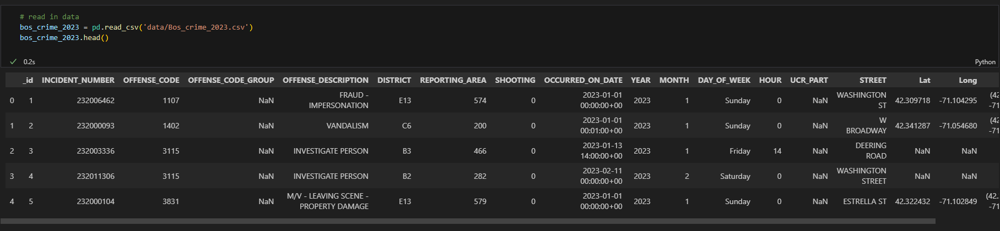 # read in data
bos_crime_2023 = pd.read_csv('data/Bos_crime_2023.csv')
bos_crime_2023.head()
0.2s
Python
_id INCIDENT_NUMBER OFFENSE_CODE OFFENSE_CODE_GROUP OFFENSE_DESCRIPTION DISTRICT REPORTING_AREA SHOOTING OCCURRED_ON_DATE YEAR MONTH DAY_OF_WEEK HOUR UCR_PART STREET Lat Long
0 1 232006462 1107 NaN FRAUD - IMPERSONATION E13 574 0 2023-01-01 00:00:00+00 2023 1 Sunday 0 NaN WASHINGTON ST 42.309718 -71.104295 (42 -71
1 2 232000093 1402 NaN VANDALISM C6 200 0 2023-01-01 00:01:00+00 2023 1 Sunday 0 NaN W BROADWAY 42.341287 -71.054680 (42 -71
2 3 232003336 3115 NaN INVESTIGATE PERSON B3 466 0 2023-01-13 14:00:00+00 2023 1 Friday 14 NaN DEERING ROAD NaN NaN
3 4 232011306 3115 NaN INVESTIGATE PERSON B2 282 0 2023-02-11 00:00:00+00 2023 2 Saturday 0 NaN WASHINGTON STREET NaN NaN
4 5 232000104 3831 NaN M/V - LEAVING SCENE - PROPERTY DAMAGE E13 579 0 2023-01-01 00:00:00+00 2023 1 Sunday 0 NaN ESTRELLA ST 42.322432 -71.102849 (42. -71